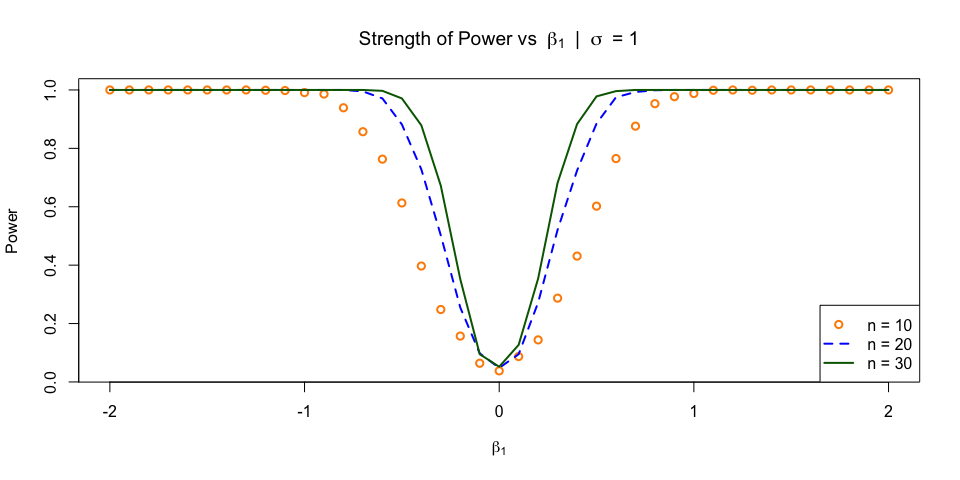 Strength of Power vs β1 | σ = 1
Power
0.0
0.2
0.4
0.6
0.8
1.0
-2
-1
0
1
2
β1
n = 10
n = 20
n = 30